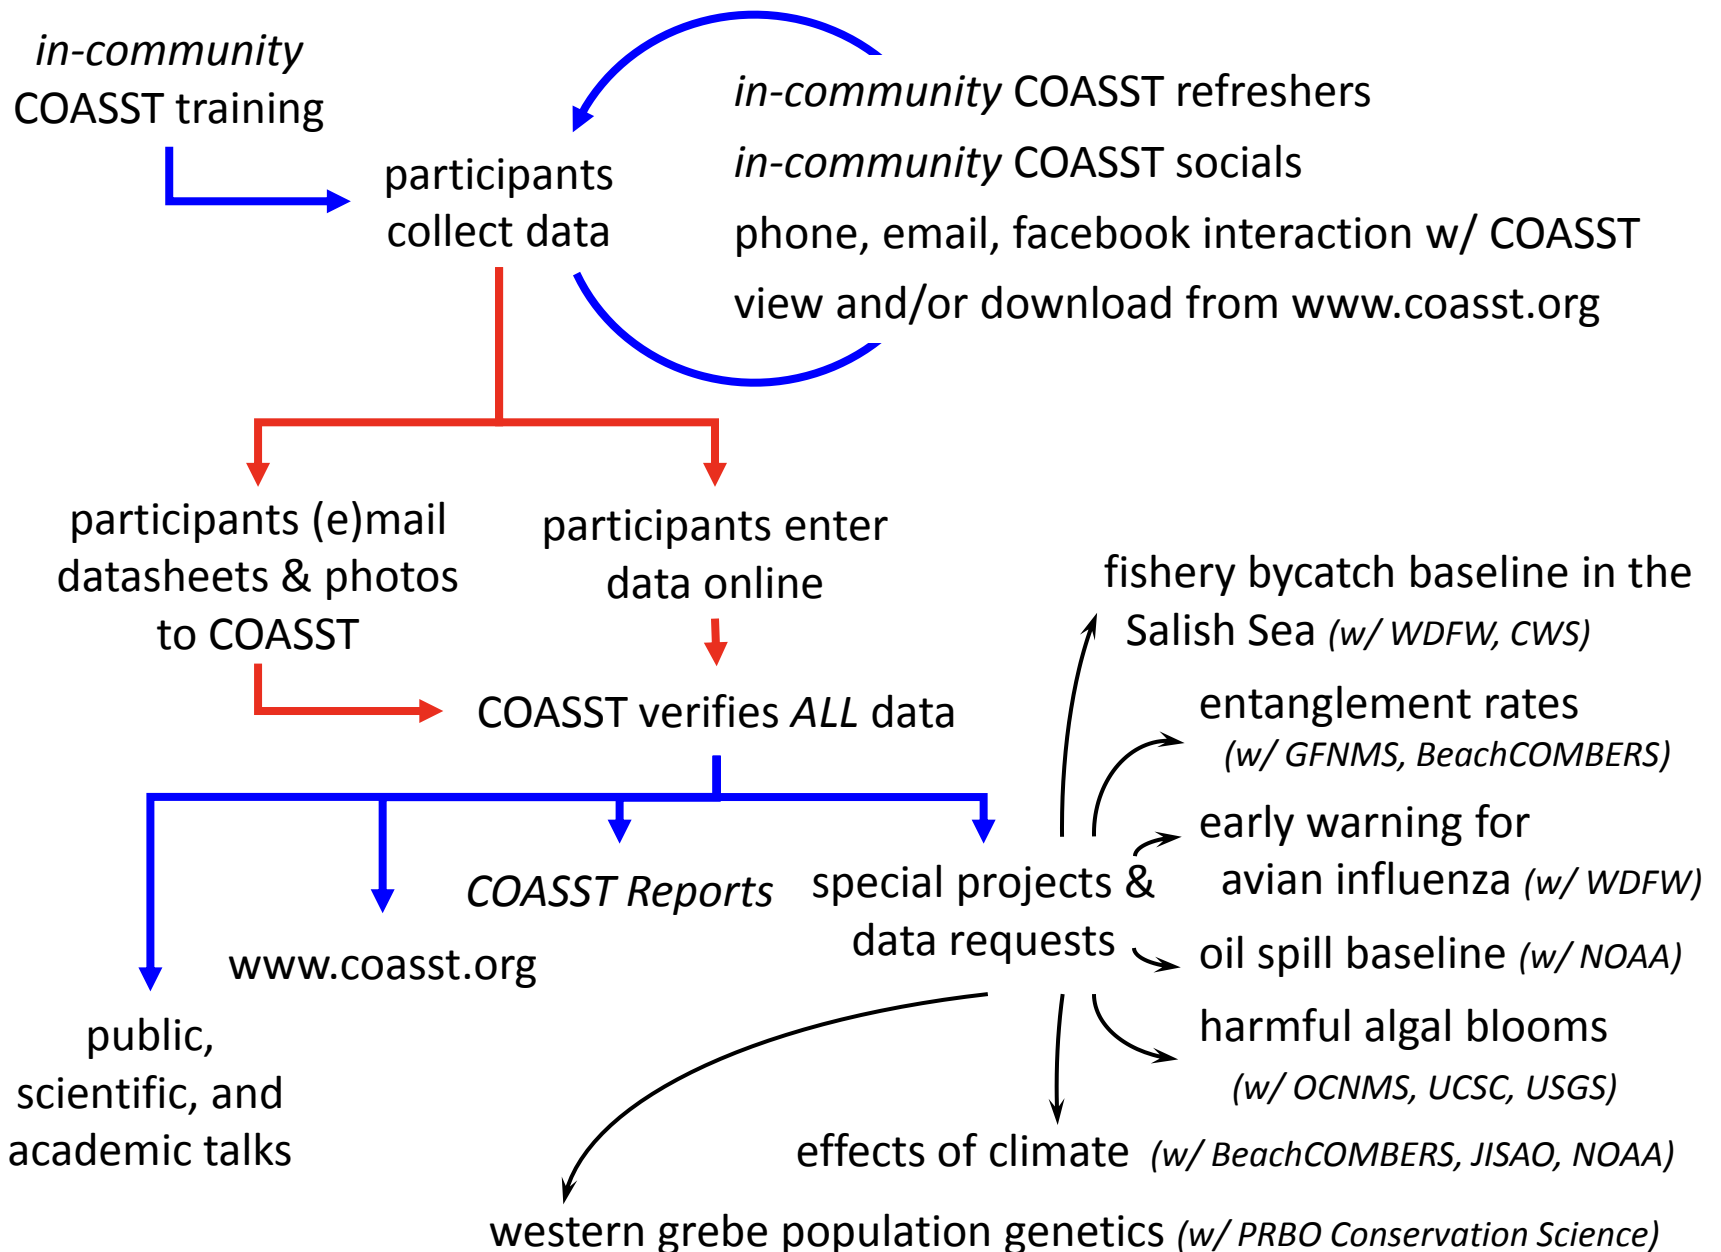 in-community
COASST training
participants
collect data
in-community COASST refreshers
in-community COASST socials
phone, email, facebook interaction w/ COASST
view and/or download from www.coasst.org
participants (e)mail
datasheets & photos
to COASST
participants enter
data online
COASST verifies ALL data
public,
scientific, and
academic talks
www.coasst.org
COASST Reports
special projects &
data requests
fishery bycatch baseline in the
Salish Sea (w/ WDFW, CWS)
entanglement rates
(w/ GFNMS, BeachCOMBERS)
early warning for
avian influenza (w/ WDFW)
oil spill baseline (w/ NOAA)
harmful algal blooms
(w/ OCNMS, UCSC, USGS)
effects of climate (w/ BeachCOMBERS, JISAO, NOAA)
western grebe population genetics (w/ PRBO Conservation Science)